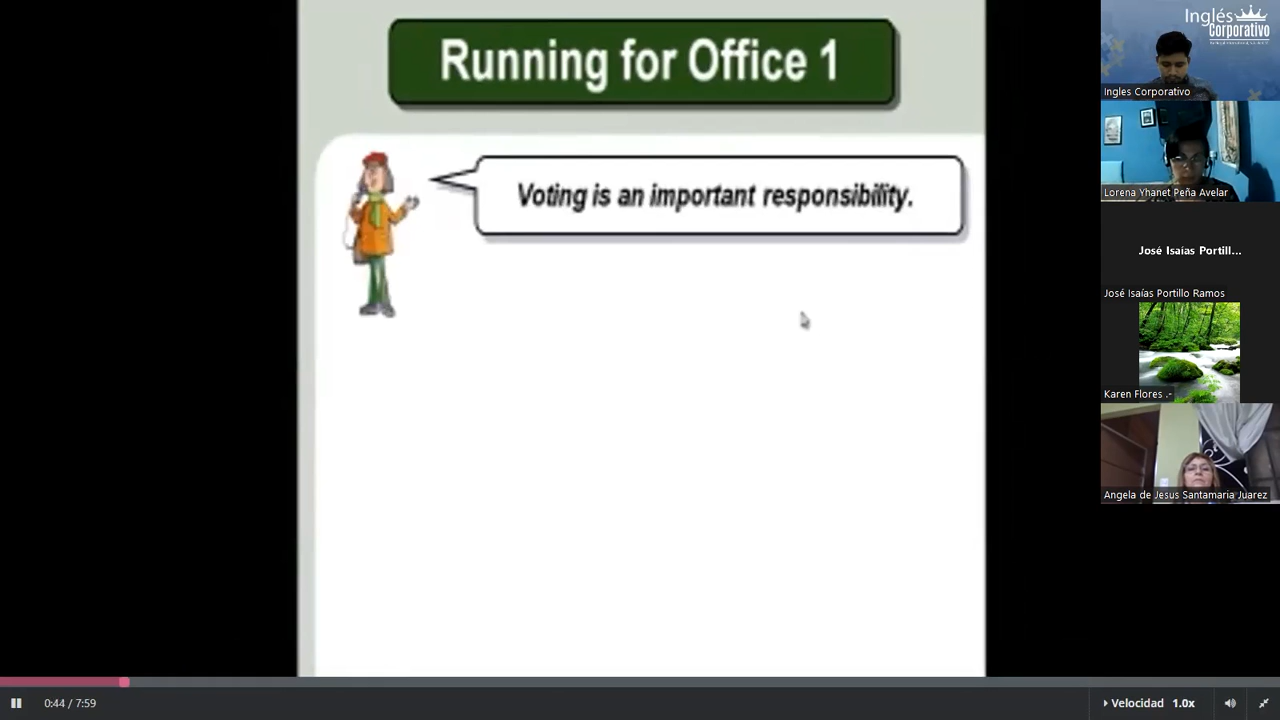 Running for Office 1
Voting is an important responsibility.
Inglés
Corporativo
Ingles Corporativo
Lorena Yhanet Peña Avelar
José Isaías Portill...
José Isaías Portillo Ramos
Karen Flores .-
Angela de Jesus Santamaria Juarez
0:44 / 7:59
Velocidad 1.0x